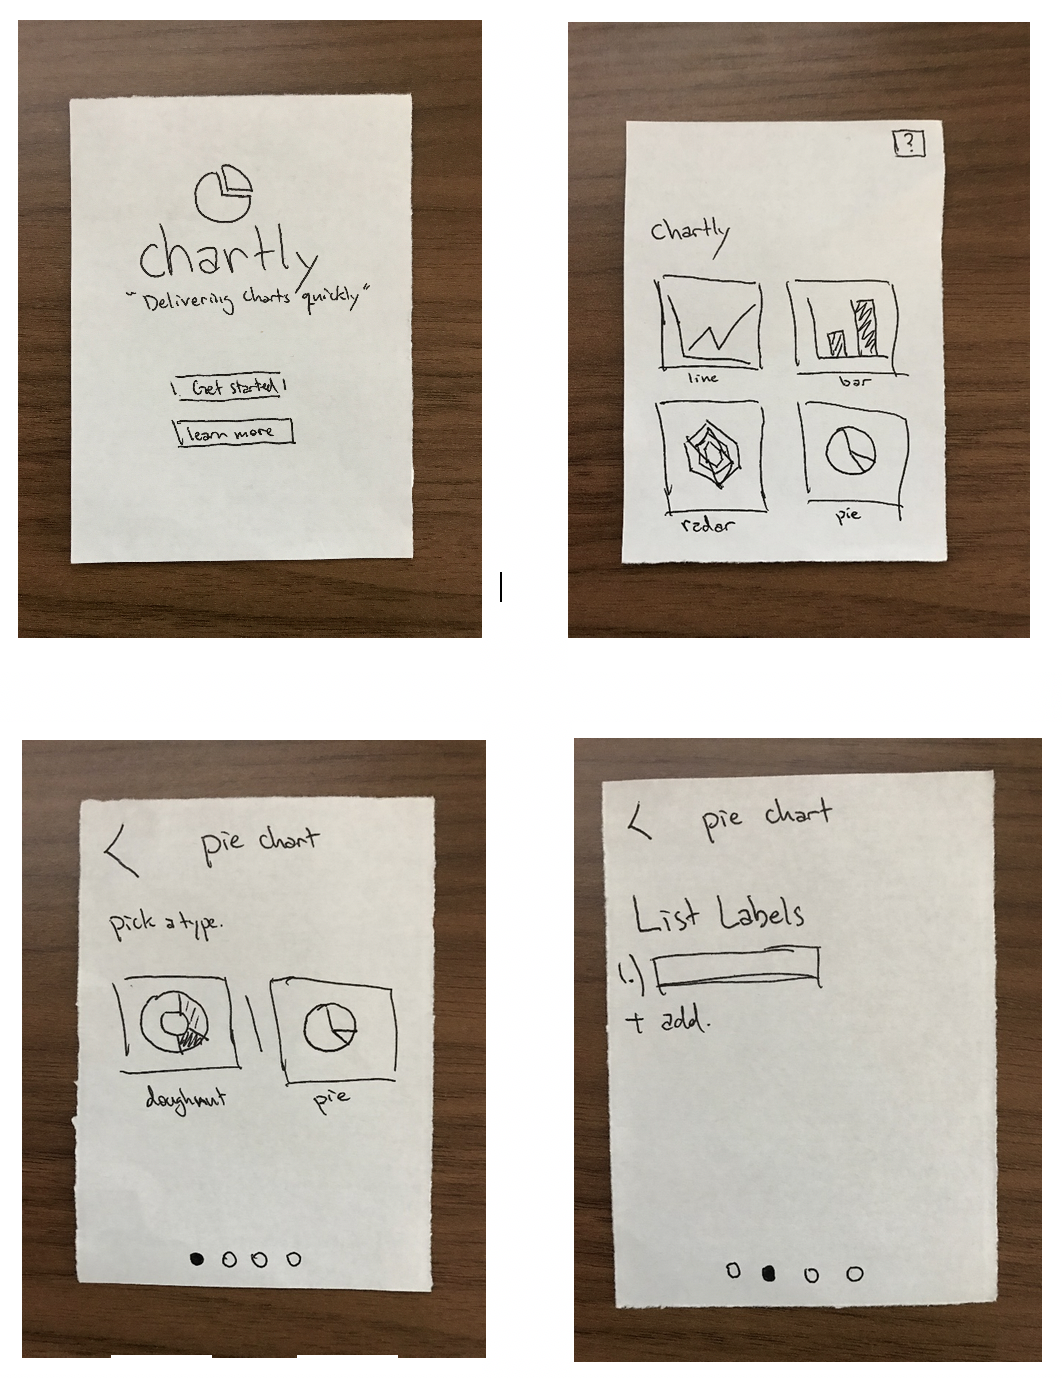 chartly
"Delivering charts quickly"
Get started
learn more
?
Chartly
line
bar
radar
pie
< pie chart
pick a type.
doughnut
pie
< pie chart
List Labels
1.)
+ add.